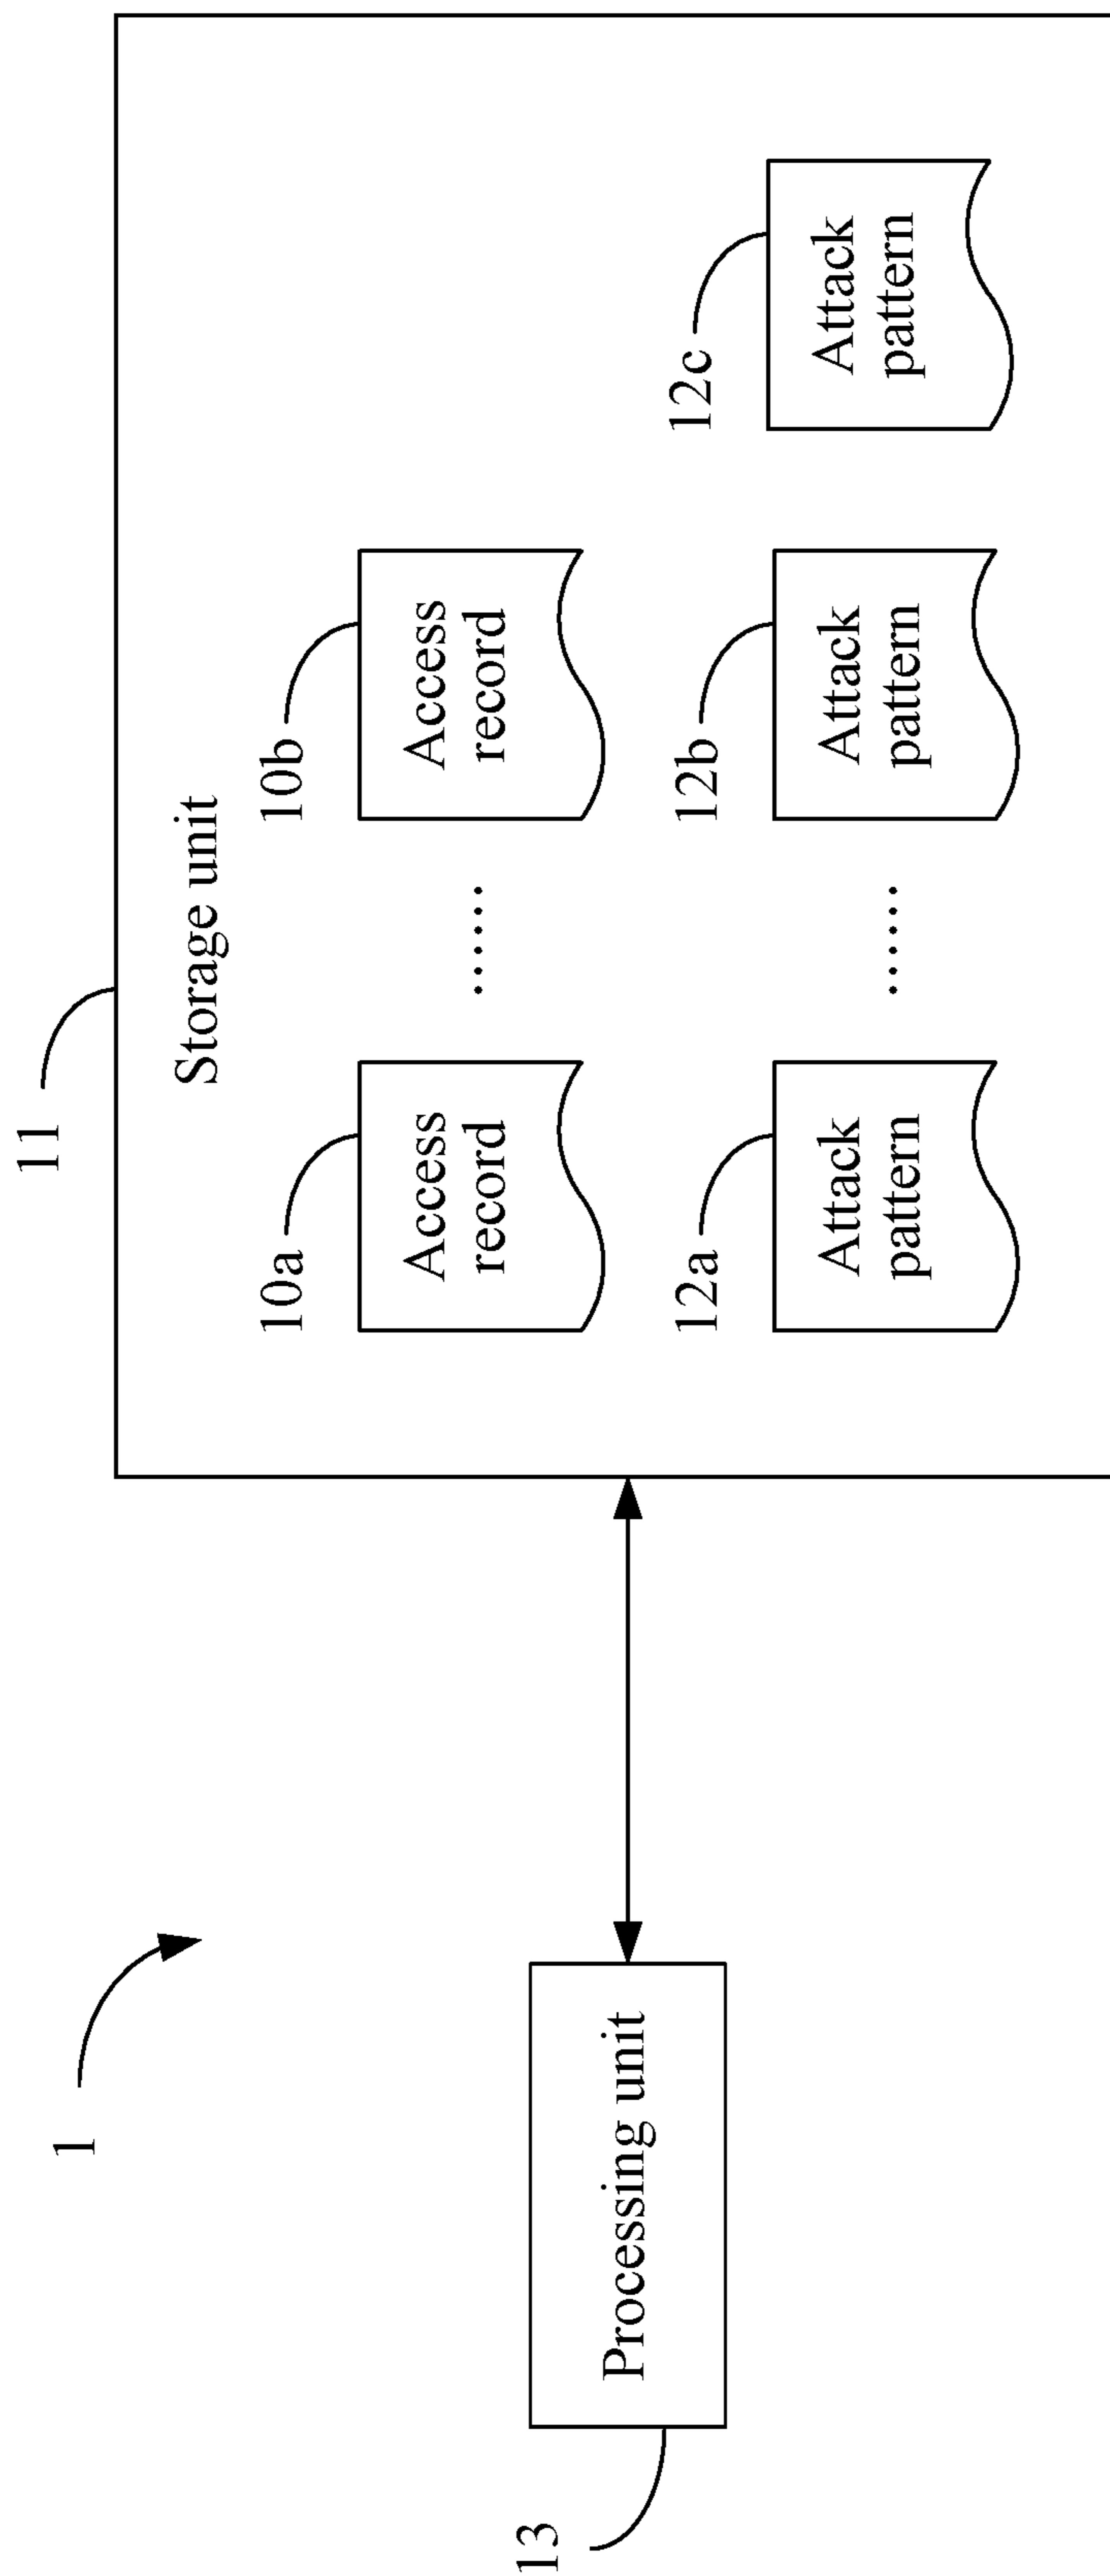 1
11
Storage unit
10a
10b
Access
record
......
Access
record
13
Processing unit
12a
12b
12c
Attack
pattern
......
Attack
pattern
Attack
pattern